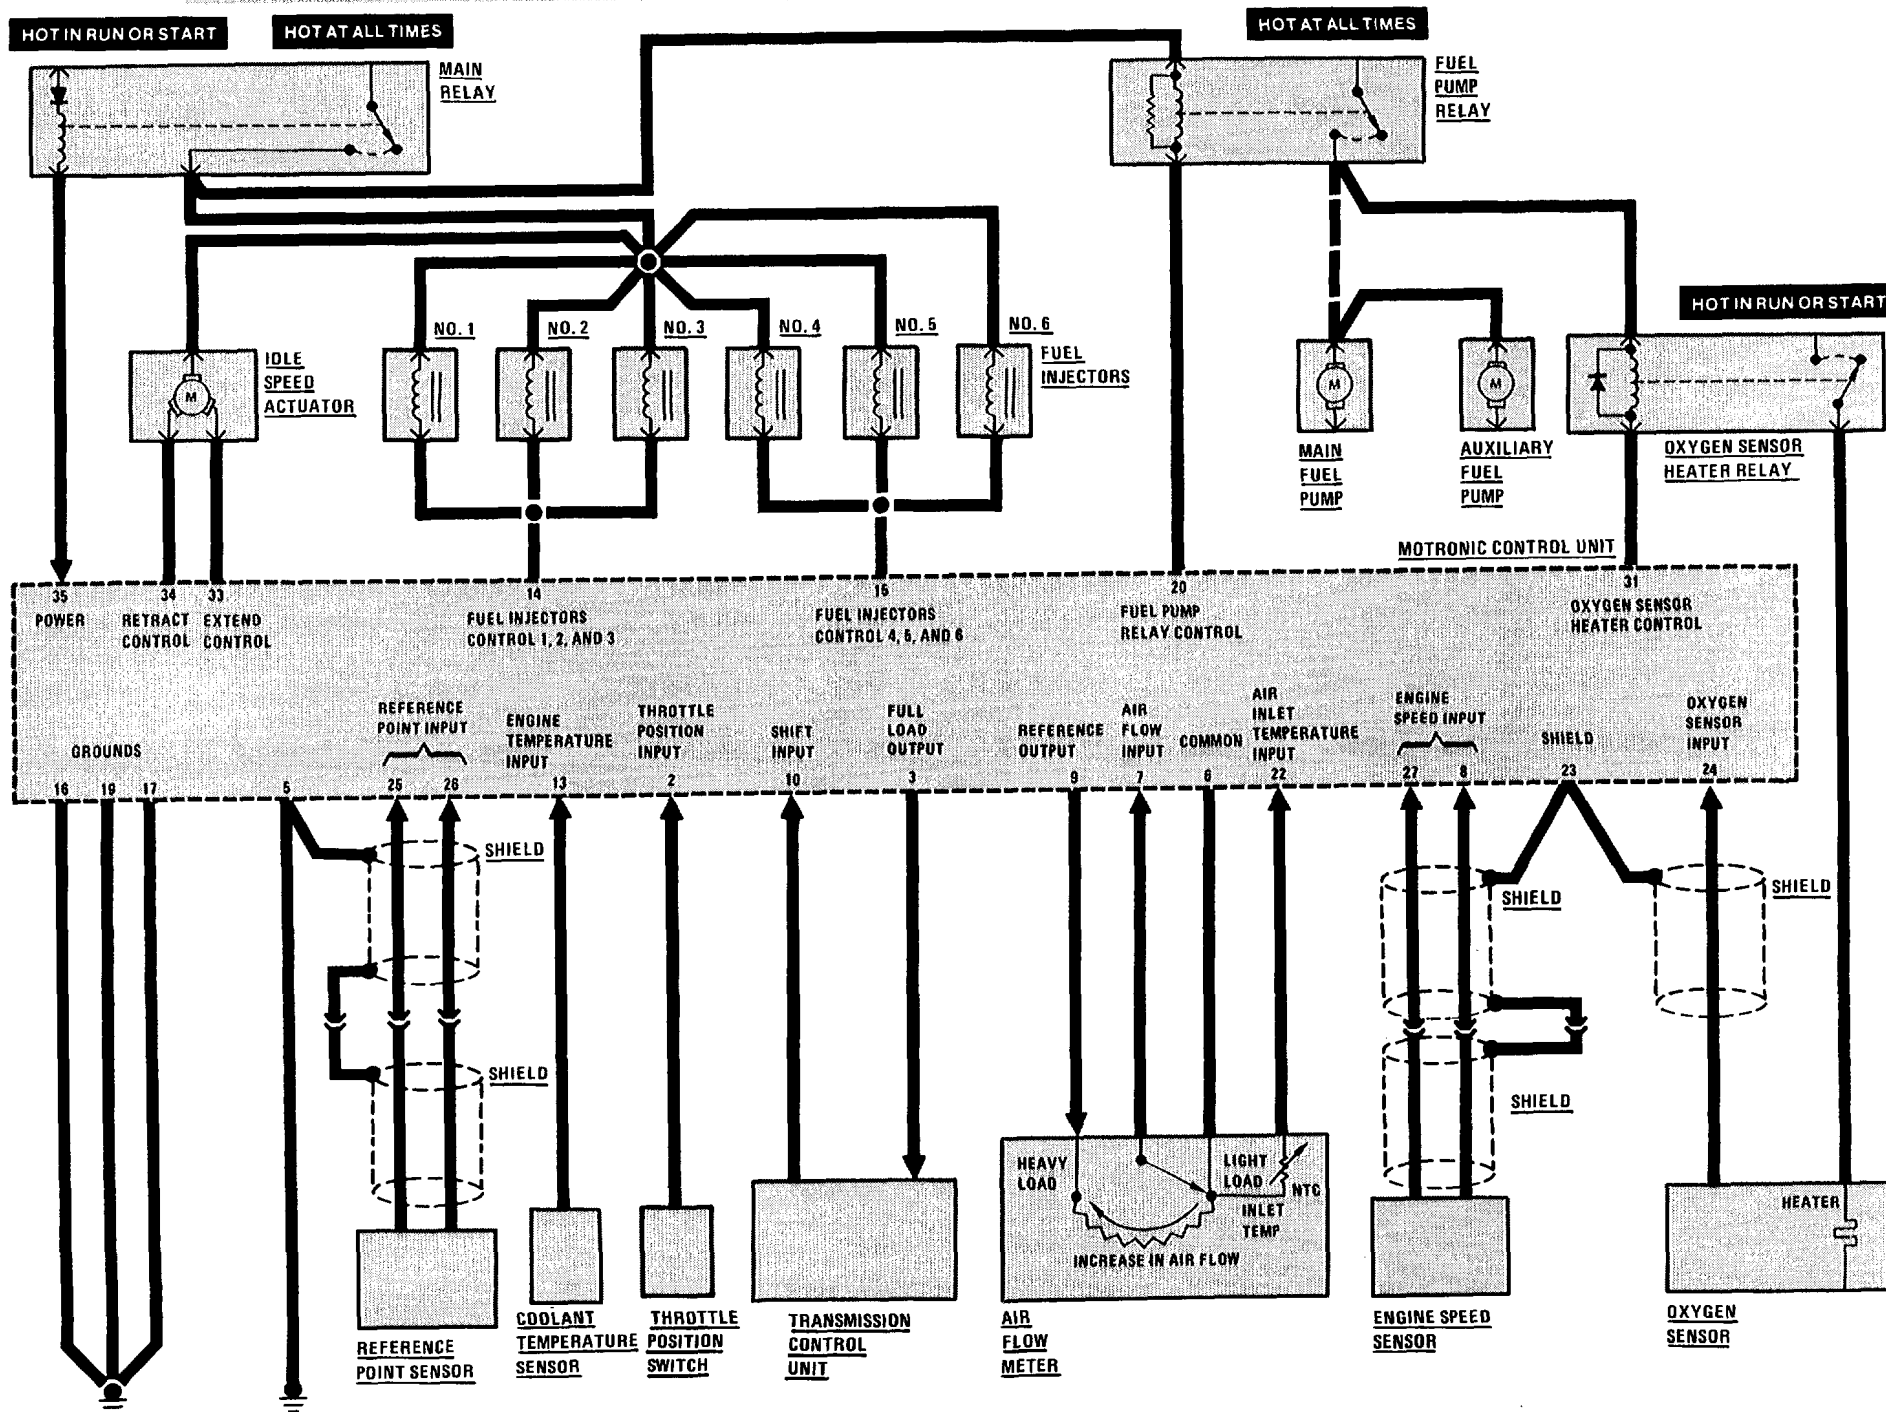 HOT IN RUN OR START
HOT AT ALL TIMES
HOT AT ALL TIMES
MAIN
RELAY
FUEL
PUMP
RELAY
HOT IN RUN OR START
NO. 1
NO. 2
NO. 3
NO. 4
NO. 5
NO. 6
IDLE
SPEED
ACTUATOR
M
FUEL
INJECTORS
M
M
MAIN
FUEL
PUMP
AUXILIARY
FUEL
PUMP
OXYGEN SENSOR
HEATER RELAY
MOTRONIC CONTROL UNIT
35
34
33
14
15
20
31
POWER
RETRACT
CONTROL
EXTEND
CONTROL
FUEL INJECTORS
CONTROL 1, 2, AND 3
FUEL INJECTORS
CONTROL 4, 5, AND 6
FUEL PUMP
RELAY CONTROL
OXYGEN SENSOR
HEATER CONTROL
GROUNDS
REFERENCE
POINT INPUT
ENGINE
TEMPERATURE
INPUT
THROTTLE
POSITION
INPUT
SHIFT
INPUT
FULL
LOAD
OUTPUT
REFERENCE
OUTPUT
AIR
FLOW
INPUT
COMMON
AIR
INLET
TEMPERATURE
INPUT
ENGINE
SPEED INPUT
SHIELD
OXYGEN
SENSOR
INPUT
16
19
17
5
25
26
13
2
10
3
9
7
6
22
27
8
23
24
SHIELD
SHIELD
SHIELD
SHIELD
SHIELD
HEAVY
LOAD
LIGHT
LOAD
NTC
INLET
TEMP
INCREASE IN AIR FLOW
HEATER
REFERENCE
POINT SENSOR
COOLANT
TEMPERATURE
SENSOR
THROTTLE
POSITION
SWITCH
TRANSMISSION
CONTROL
UNIT
AIR
FLOW
METER
ENGINE SPEED
SENSOR
OXYGEN
SENSOR